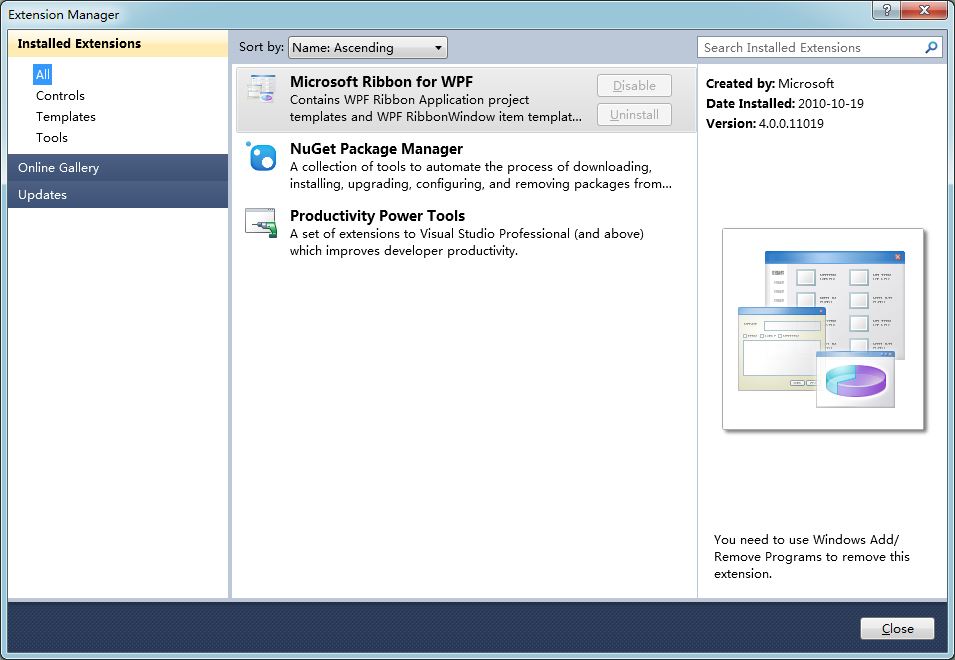 Extension Manager
?
Installed Extensions
All
Controls
Templates
Tools
Online Gallery
Updates
Sort by: Name: Ascending
Microsoft Ribbon for WPF
Contains WPF Ribbon Application project
templates and WPF RibbonWindow item templat...
Disable
Uninstall
NuGet Package Manager
A collection of tools to automate the process of downloading,
installing, upgrading, configuring, and removing packages from...
Productivity Power Tools
A set of extensions to Visual Studio Professional (and above)
which improves developer productivity.
Search Installed Extensions
Created by: Microsoft
Date Installed: 2010-10-19
Version: 4.0.0.11019
You need to use Windows Add/
Remove Programs to remove this
extension.
Close